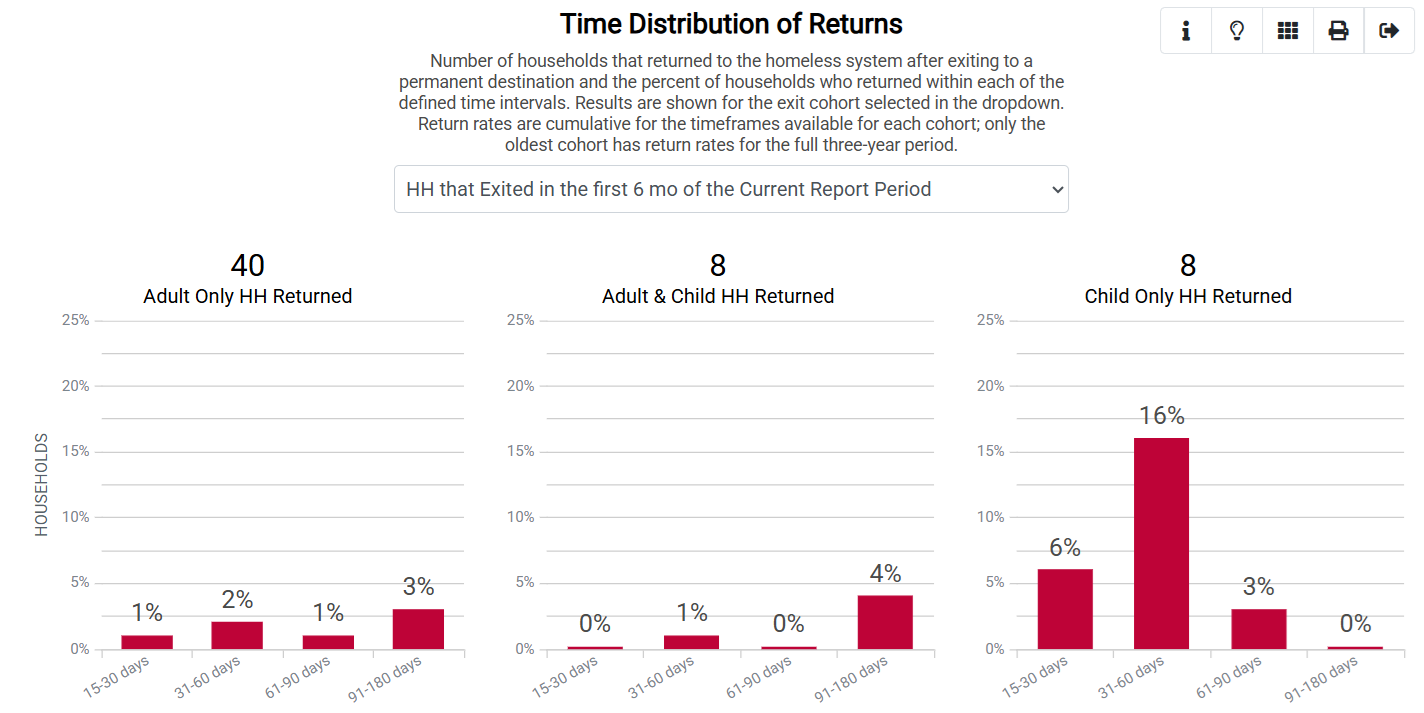 Time Distribution of Returns
Number of households that returned to the homeless system after exiting to a
permanent destination and the percent of households who returned within each of the
defined time intervals. Results are shown for the exit cohort selected in the dropdown.
Return rates are cumulative for the timeframes available for each cohort; only the
oldest cohort has return rates for the full three-year period.
HH that Exited in the first 6 mo of the Current Report Period
40
Adult Only HH Returned
HOUSEHOLDS
25%
20%
15%
10%
5%
0%
1%
2%
1%
3%
15-30 days
31-60 days
61-90 days
91-180 days
8
Adult & Child HH Returned
25%
20%
15%
10%
5%
0%
0%
1%
0%
4%
15-30 days
31-60 days
61-90 days
91-180 days
8
Child Only HH Returned
25%
20%
15%
10%
5%
0%
6%
16%
3%
0%
15-30 days
31-60 days
61-90 days
91-180 days